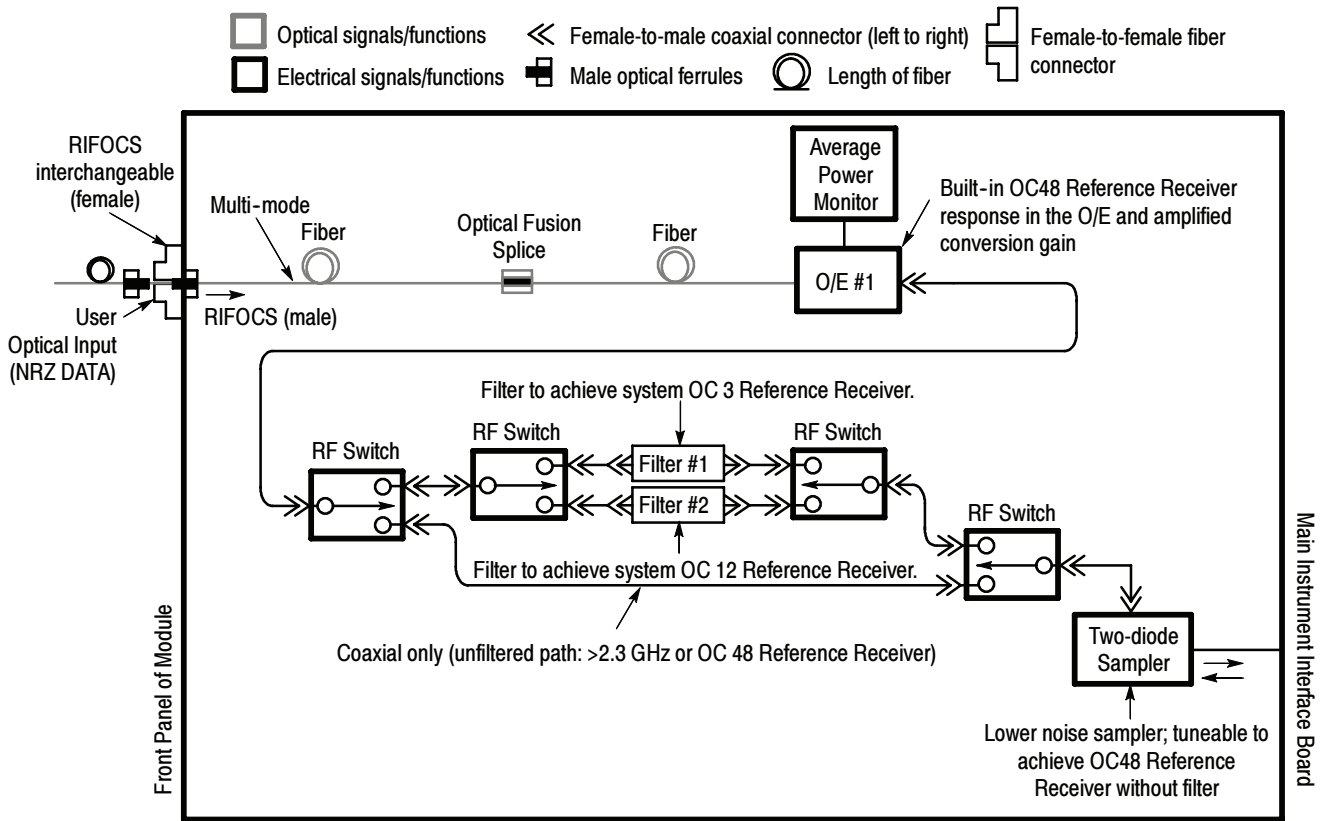 Optical signals/functions
Electrical signals/functions
Female-to-male coaxial connector (left to right)
Male optical ferrules
Length of fiber
Female-to-female fiber
connector
RIFOCS
interchangeable
(female)
Multi-mode
Fiber
Optical Fusion
Splice
Fiber
Average
Power
Monitor
O/E #1
Built-in OC48 Reference Receiver
response in the O/E and amplified
conversion gain
User
Optical Input
(NRZ DATA)
RIFOCS (male)
Filter to achieve system OC 3 Reference Receiver.
RF Switch
RF Switch
Filter #1
Filter #2
RF Switch
RF Switch
Filter to achieve system OC 12 Reference Receiver.
Coaxial only (unfiltered path: >2.3 GHz or OC 48 Reference Receiver)
Two-diode
Sampler
Lower noise sampler; tuneable to
achieve OC48 Reference
Receiver without filter
Front Panel of Module
Main Instrument Interface Board